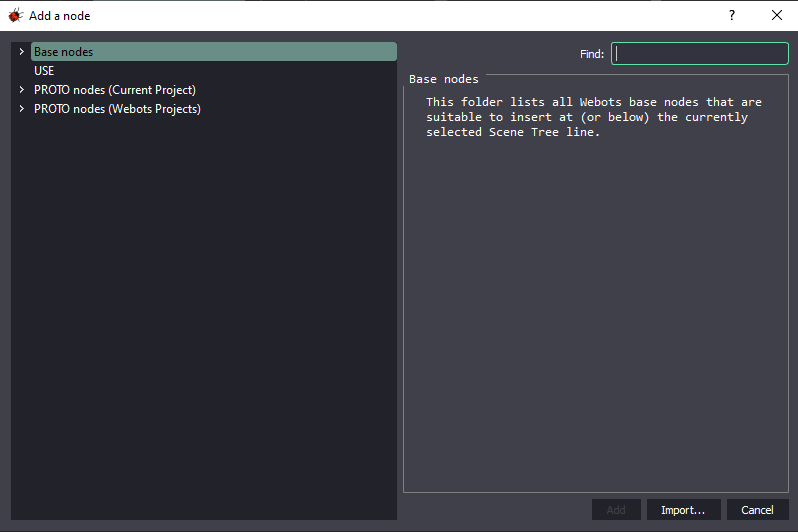 Add a node
?
Base nodes
USE
PROTO nodes (Current Project)
PROTO nodes (Webots Projects)
Find:
Base nodes
This folder lists all Webots base nodes that are
suitable to insert at (or below) the currently
selected Scene Tree line.
Add
Import...
Cancel